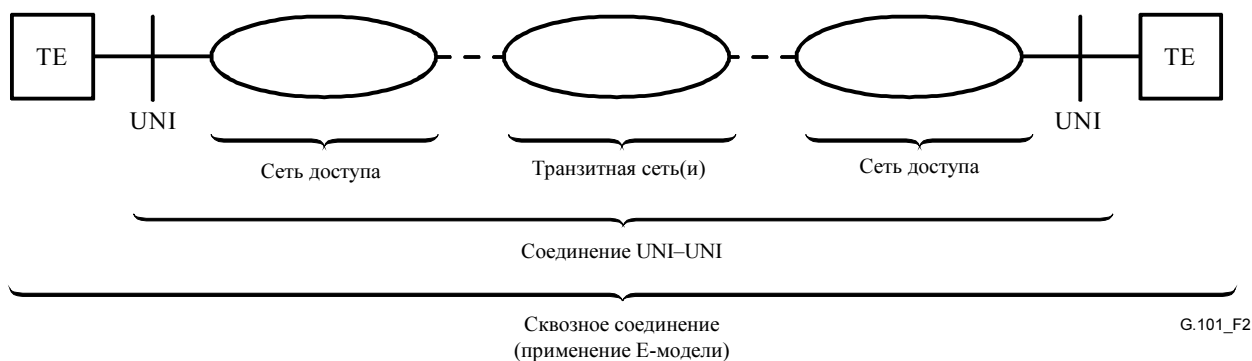 TE
TE
UNI
UNI
Сеть доступа
Транзитная сеть(и)
Сеть доступа
Соединение UNI–UNI
Сквозное соединение
(применение E-модели)
G.101_F2